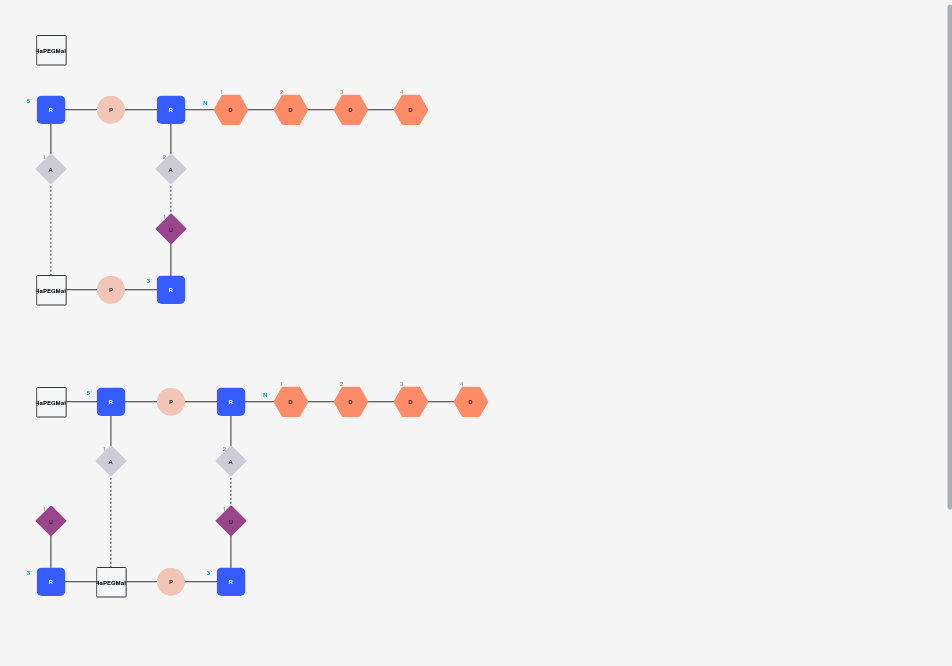 4aPEGMal
5' R P R N 1 D 2 D 3 D 4 D
1 A 2 A
1 U
4aPEGMal P 3' R
4aPEGMal 5' R P R N 1 D 2 D 3 D 4 D
1 A 2 A
1 U 1 U
3' R 4aPEGMal P 3' R